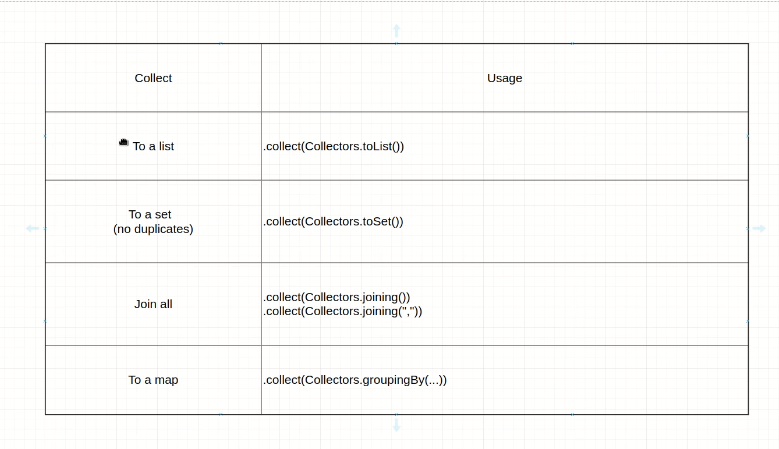 Collect
Usage
To a list
.collect(Collectors.toList())
To a set
(no duplicates)
.collect(Collectors.toSet())
Join all
.collect(Collectors.joining())
.collect(Collectors.joining(","))
To a map
.collect(Collectors.groupingBy(...))